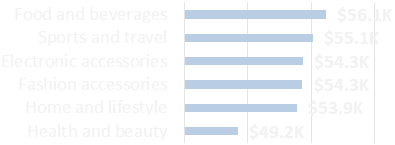 Food and beverages $56.1K
Sports and travel $55.1K
Electronic accessories $54.3K
Fashion accessories $54.3K
Home and lifestyle $53.9K
Health and beauty $49.2K